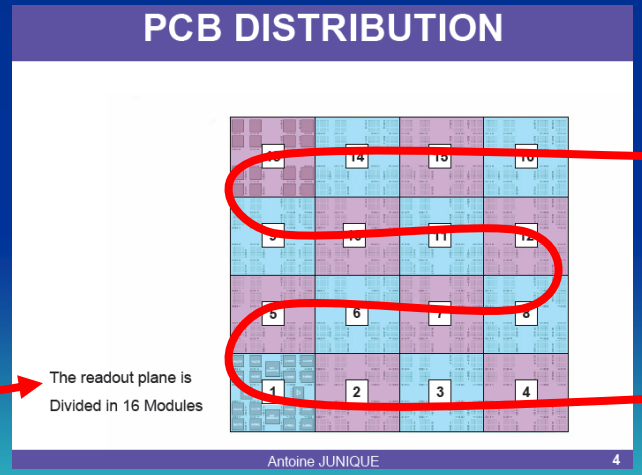 PCB DISTRIBUTION
13 14 15 16
9 10 11 12
5 6 7 8
1 2 3 4
The readout plane is
Divided in 16 Modules
Antoine JUNIQUE 4